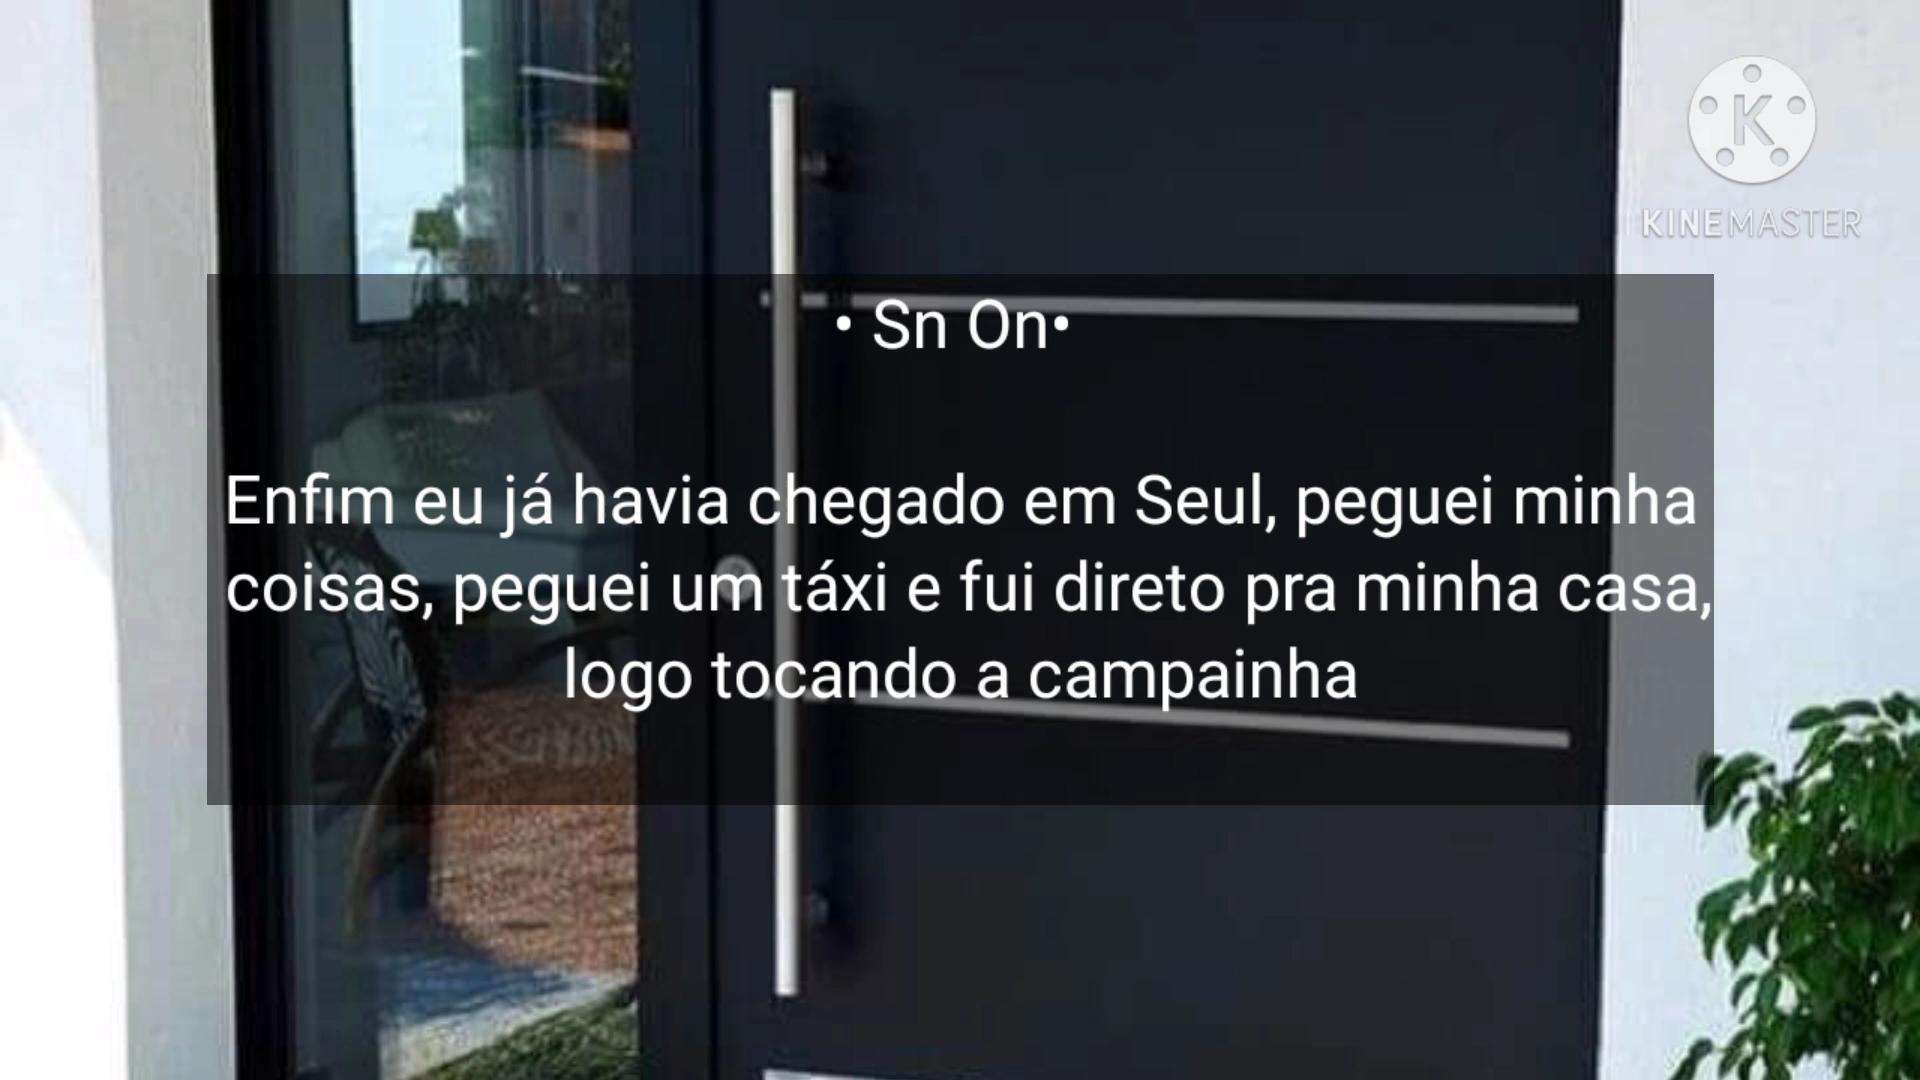 K
KINEMASTER
• Sn On•
Enfim eu já havia chegado em Seul, peguei minha
coisas, peguei um táxi e fui direto pra minha casa,
logo tocando a campainha